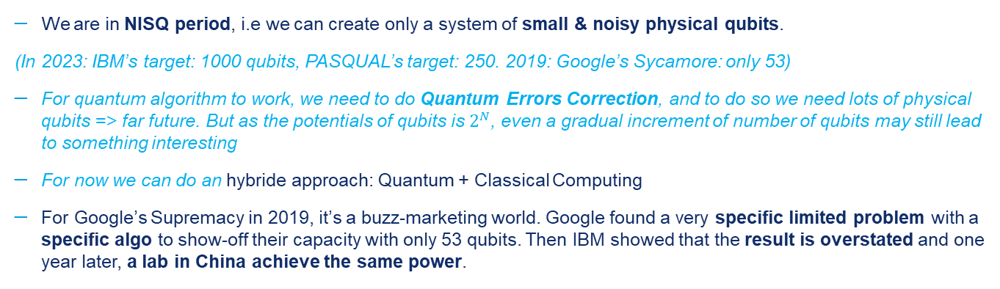 — We are in NISQ period, i.e we can create only a system of small & noisy physical qubits.
(In 2023: IBM's target: 1000 qubits, PASQUAL's target: 250. 2019: Google's Sycamore: only 53)
— For quantum algorithm to work, we need to do Quantum Errors Correction, and to do so we need lots of physical
qubits => far future. But as the potentials of qubits is 2^N, even a gradual increment of number of qubits may still lead
to something interesting
— For now we can do an hybride approach: Quantum + Classical Computing
— For Google's Supremacy in 2019, it's a buzz-marketing world. Google found a very specific limited problem with a
specific algo to show-off their capacity with only 53 qubits. Then IBM showed that the result is overstated and one
year later, a lab in China achieve the same power.